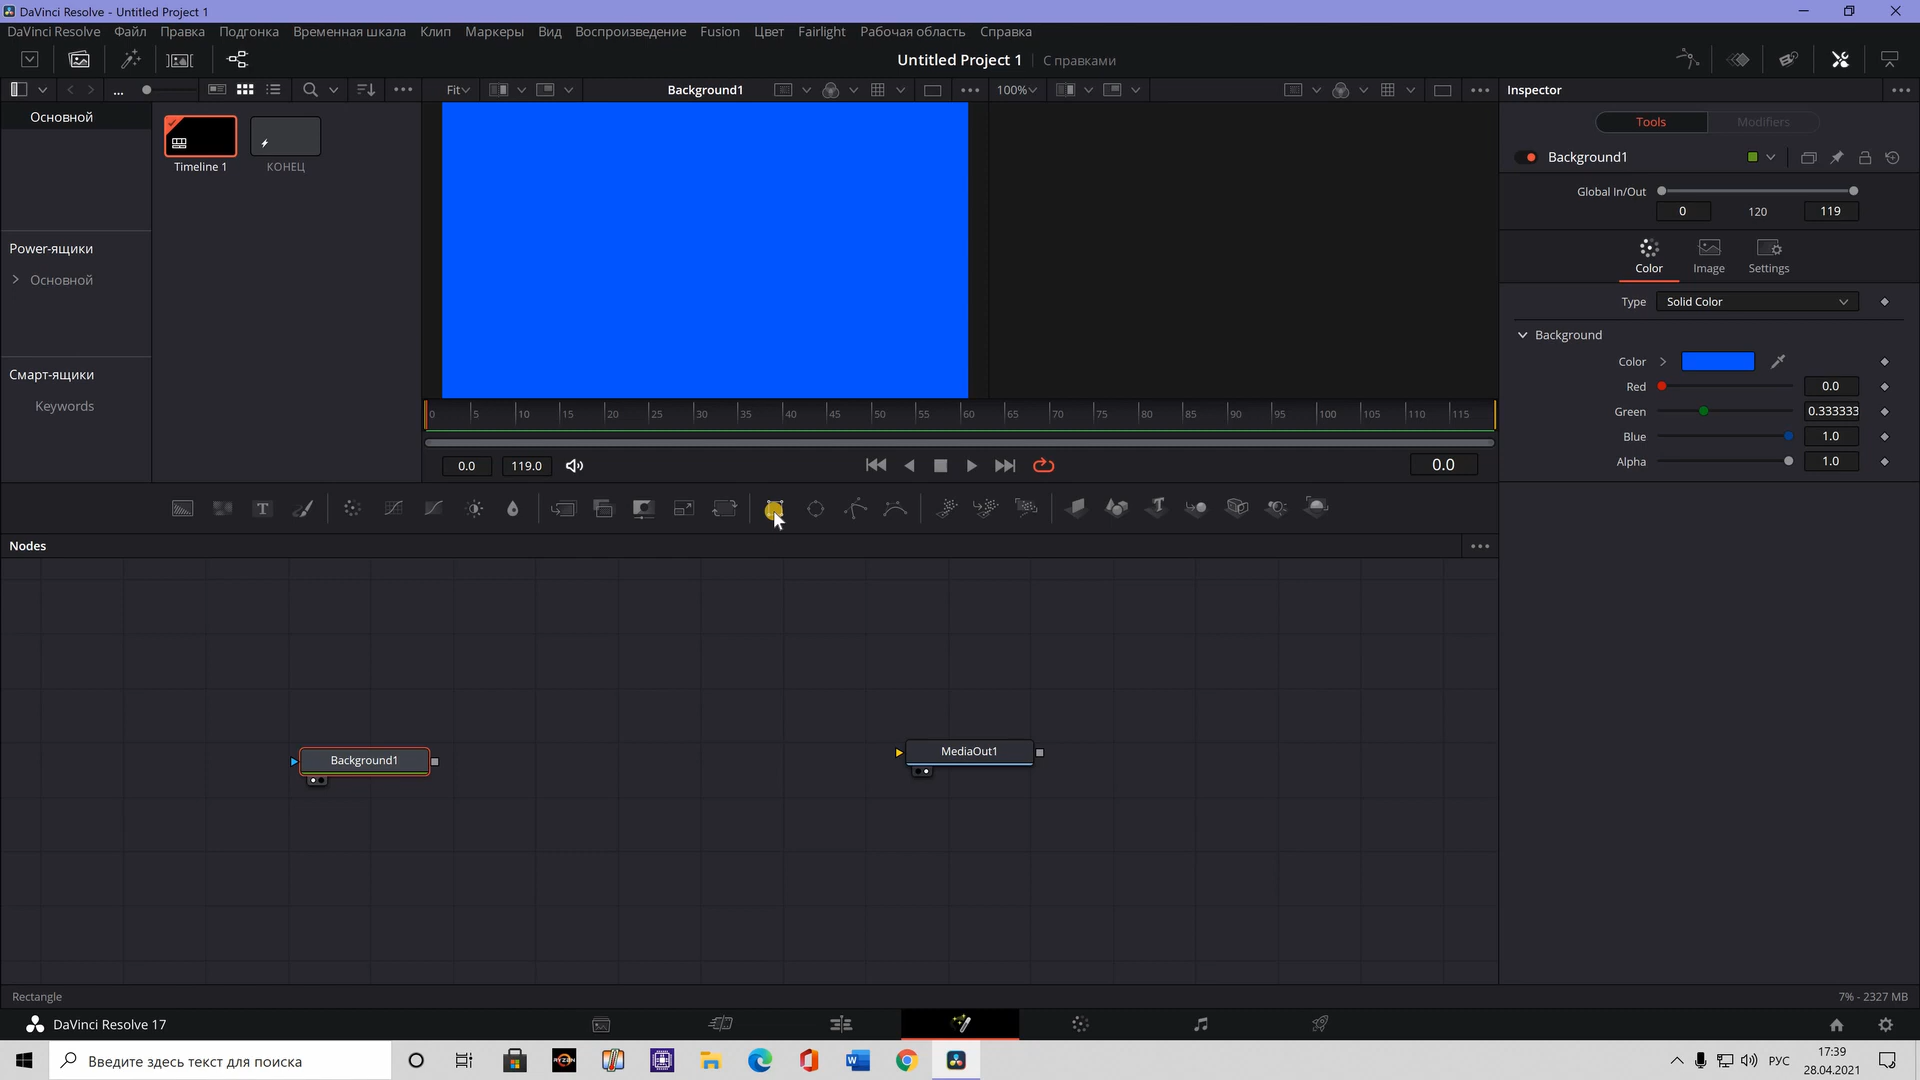 DaVinci Resolve - Untitled Project 1
DaVinci Resolve Файл Правка Подгонка Временная шкала Клип Маркеры Вид Воспроизведение Fusion Цвет Fairlight Рабочая область Справка
Untitled Project 1 С правками
... Fit Background1 100% Inspector
Основной
Timeline 1 КОНЕЦ
Power-ящики
Основной
Смарт-ящики
Keywords
Tools Modifiers
Background1
Global In/Out
0 120 119
Color Image Settings
Type Solid Color
Background
Color
Red 0.0
Green 0.333333
Blue 1.0
Alpha 1.0
0 5 10 15 20 25 30 35 40 45 50 55 60 65 70 75 80 85 90 95 100 105 110 115
0.0 119.0 0.0
T
Nodes
Background1
MediaOut1
Rectangle 7% - 2327 MB
DaVinci Resolve 17
Введите здесь текст для поиска
RYZEN
W
РУС
17:39
28.04.2021